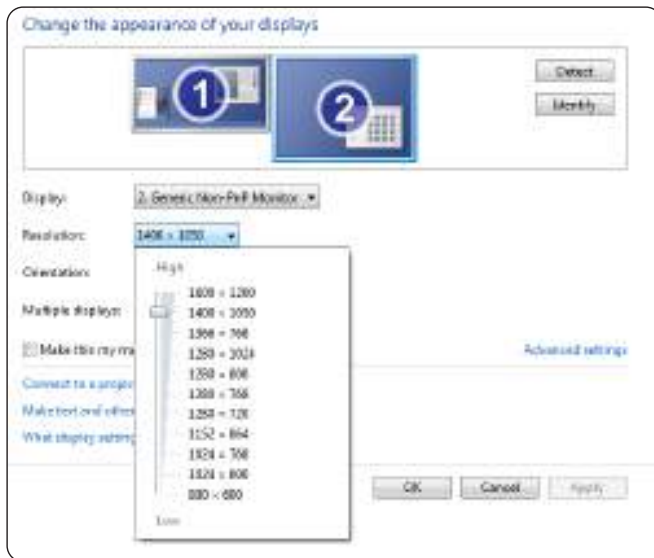 Change the appearance of your displays
1
2
Detect
Identify
Display:
2. Generic Non-PnP Monitor
Resolution:
1400 × 1050
Orientation:
High
1600 × 1200
1400 × 1050
Multiple displays:
1366 × 768
1280 × 1024
Make this my ma
Advanced settings
1280 × 800
1280 × 768
Connect to a projec
1280 × 720
Make text and other
1152 × 864
What display setting
1024 × 768
800 × 600
Low
OK
Cancel
Apply